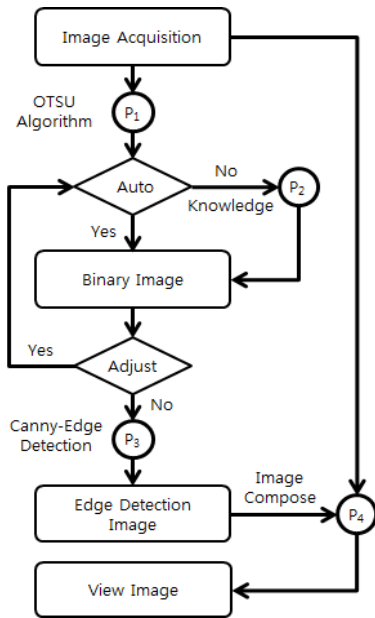 Image Acquisition
OTSU
Algorithm
P1
Auto
No
Knowledge
P2
Yes
Binary Image
Yes
Adjust
No
Canny-Edge
Detection
P3
Edge Detection
Image
Image
Compose
P4
View Image